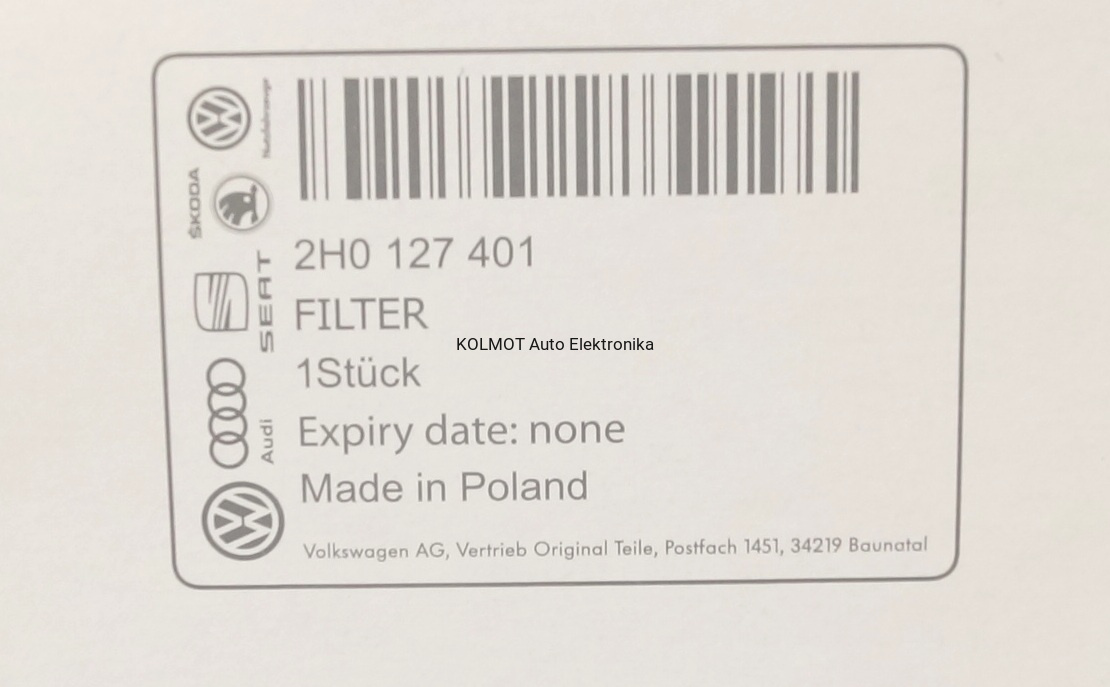 Nutzfahrzeuge
ŠKODA
SEAT
Audi
2H0 127 401
FILTER
KOLMOT Auto Elektronika
1Stück
Expiry date: none
Made in Poland
Volkswagen AG, Vertrieb Original Teile, Postfach 1451, 34219 Baunatal